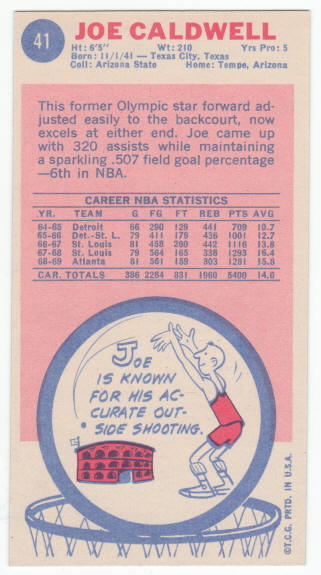 41
JOE CALDWELL
Ht: 6'5" Wt: 210 Yrs Pro: 5
Born: 11/1/41 — Texas City, Texas
Coll: Arizona State Home: Tempe, Arizona
This former Olympic star forward ad-
justed easily to the backcourt, now
excels at either end. Joe came up
with 320 assists while maintaining
a sparkling .507 field goal percentage
—6th in NBA.
CAREER NBA STATISTICS
YR. TEAM G FG FT REB PTS AVG
64-65 Detroit 66 290 129 441 709 10.7
65-66 Det.-St. L. 79 411 179 436 1001 12.7
66-67 St. Louis 81 458 200 442 1116 13.8
67-68 St. Louis 79 564 165 338 1293 16.4
68-69 Atlanta 81 561 159 303 1281 15.8
CAR. TOTALS 386 2284 831 1960 5400 14.0
JOE
IS KNOWN
FOR HIS AC-
CURATE OUT-
SIDE SHOOTING.
©T.C.G. PRTD. IN U.S.A.